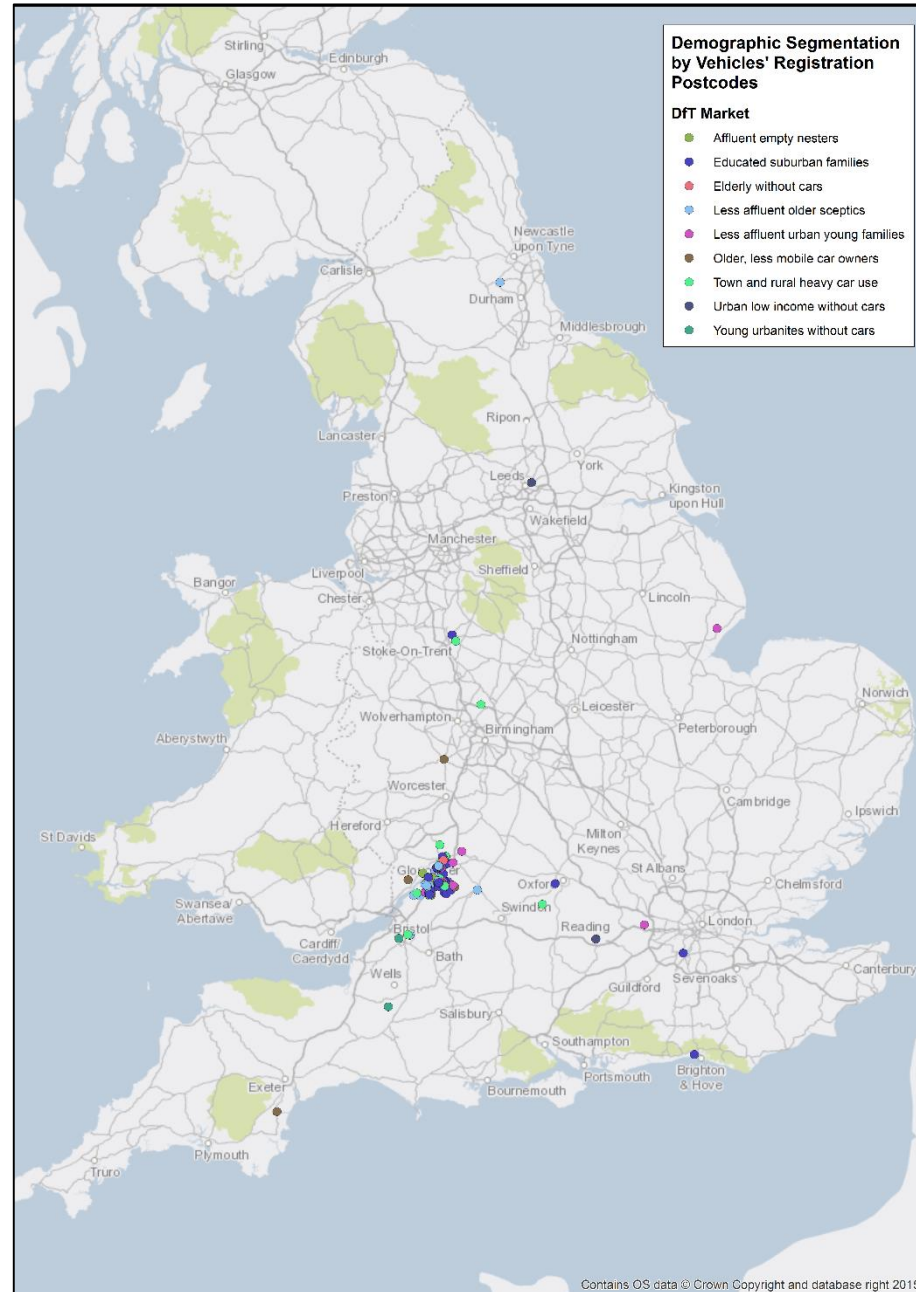 Demographic Segmentation
by Vehicles' Registration
Postcodes
DfT Market
Affluent empty nesters
Educated suburban families
Elderly without cars
Less affluent older sceptics
Less affluent urban young families
Older, less mobile car owners
Town and rural heavy car use
Urban low income without cars
Young urbanites without cars
Stirling
Edinburgh
Glasgow
Newcastle
upon Tyne
Carlisle
Durham
Middlesbrough
Ripon
Lancaster
York
Leeds
Preston
Kingston
upon Hull
Wakefield
Manchester
Liverpool
Sheffield
Bangor
Chester
Lincoln
Stoke-On-Trent
Nottingham
Norwich
Wolverhampton
Leicester
Peterborough
Birmingham
Aberystwyth
Worcester
Cambridge
Hereford
Ipswich
St Davids
Milton
Keynes
St Albans
Oxford
Chelmsford
Swansea/
Abertawe
Swindon
London
Bristol
Reading
Cardiff/
Caerdydd
Bath
Wells
Sevenoaks
Canterbury
Guildford
Salisbury
Southampton
Exeter
Portsmouth
Brighton
& Hove
Bournemouth
Plymouth
Truro
Contains OS data © Crown Copyright and database right 2015